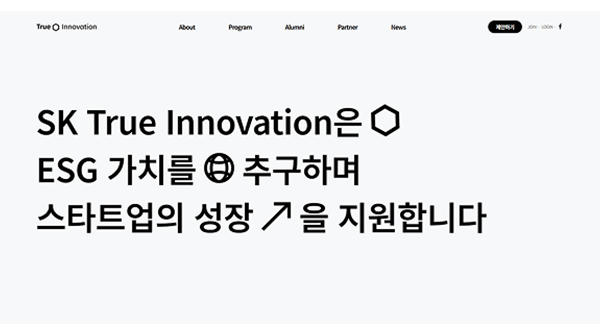 True Innovation
About Program Alumni Partner News
제안하기 JOIN LOGIN
SK True Innovation은
ESG 가치를 추구하며
스타트업의 성장 ↗ 을 지원합니다